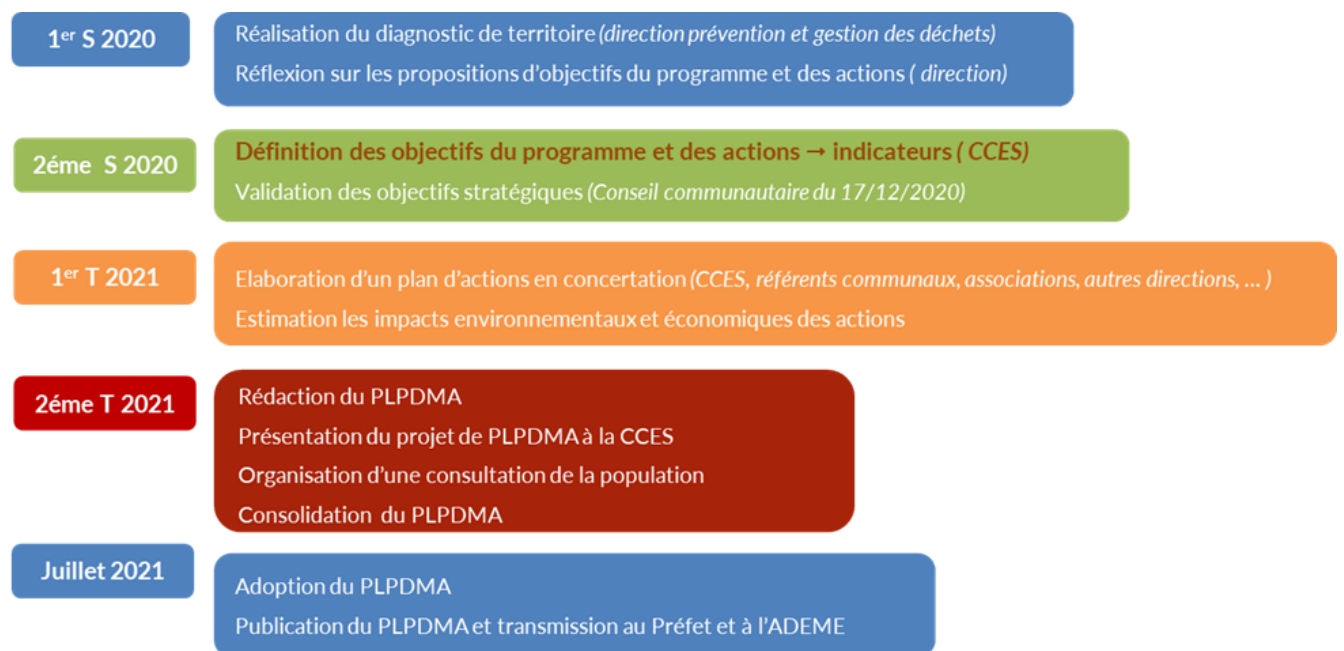 1er S 2020
Réalisation du diagnostic de territoire (direction prévention et gestion des déchets)
Réflexion sur les propositions d'objectifs du programme et des actions ( direction)
2éme S 2020
Définition des objectifs du programme et des actions → indicateurs ( CCES)
Validation des objectifs stratégiques (Conseil communautaire du 17/12/2020)
1er T 2021
Elaboration d'un plan d'actions en concertation (CCES, référents communaux, associations, autres directions, ... )
Estimation les impacts environnementaux et économiques des actions
2éme T 2021
Rédaction du PLPDMA
Présentation du projet de PLPDMA à la CCES
Organisation d'une consultation de la population
Consolidation du PLPDMA
Juillet 2021
Adoption du PLPDMA
Publication du PLPDMA et transmission au Préfet et à l'ADEME